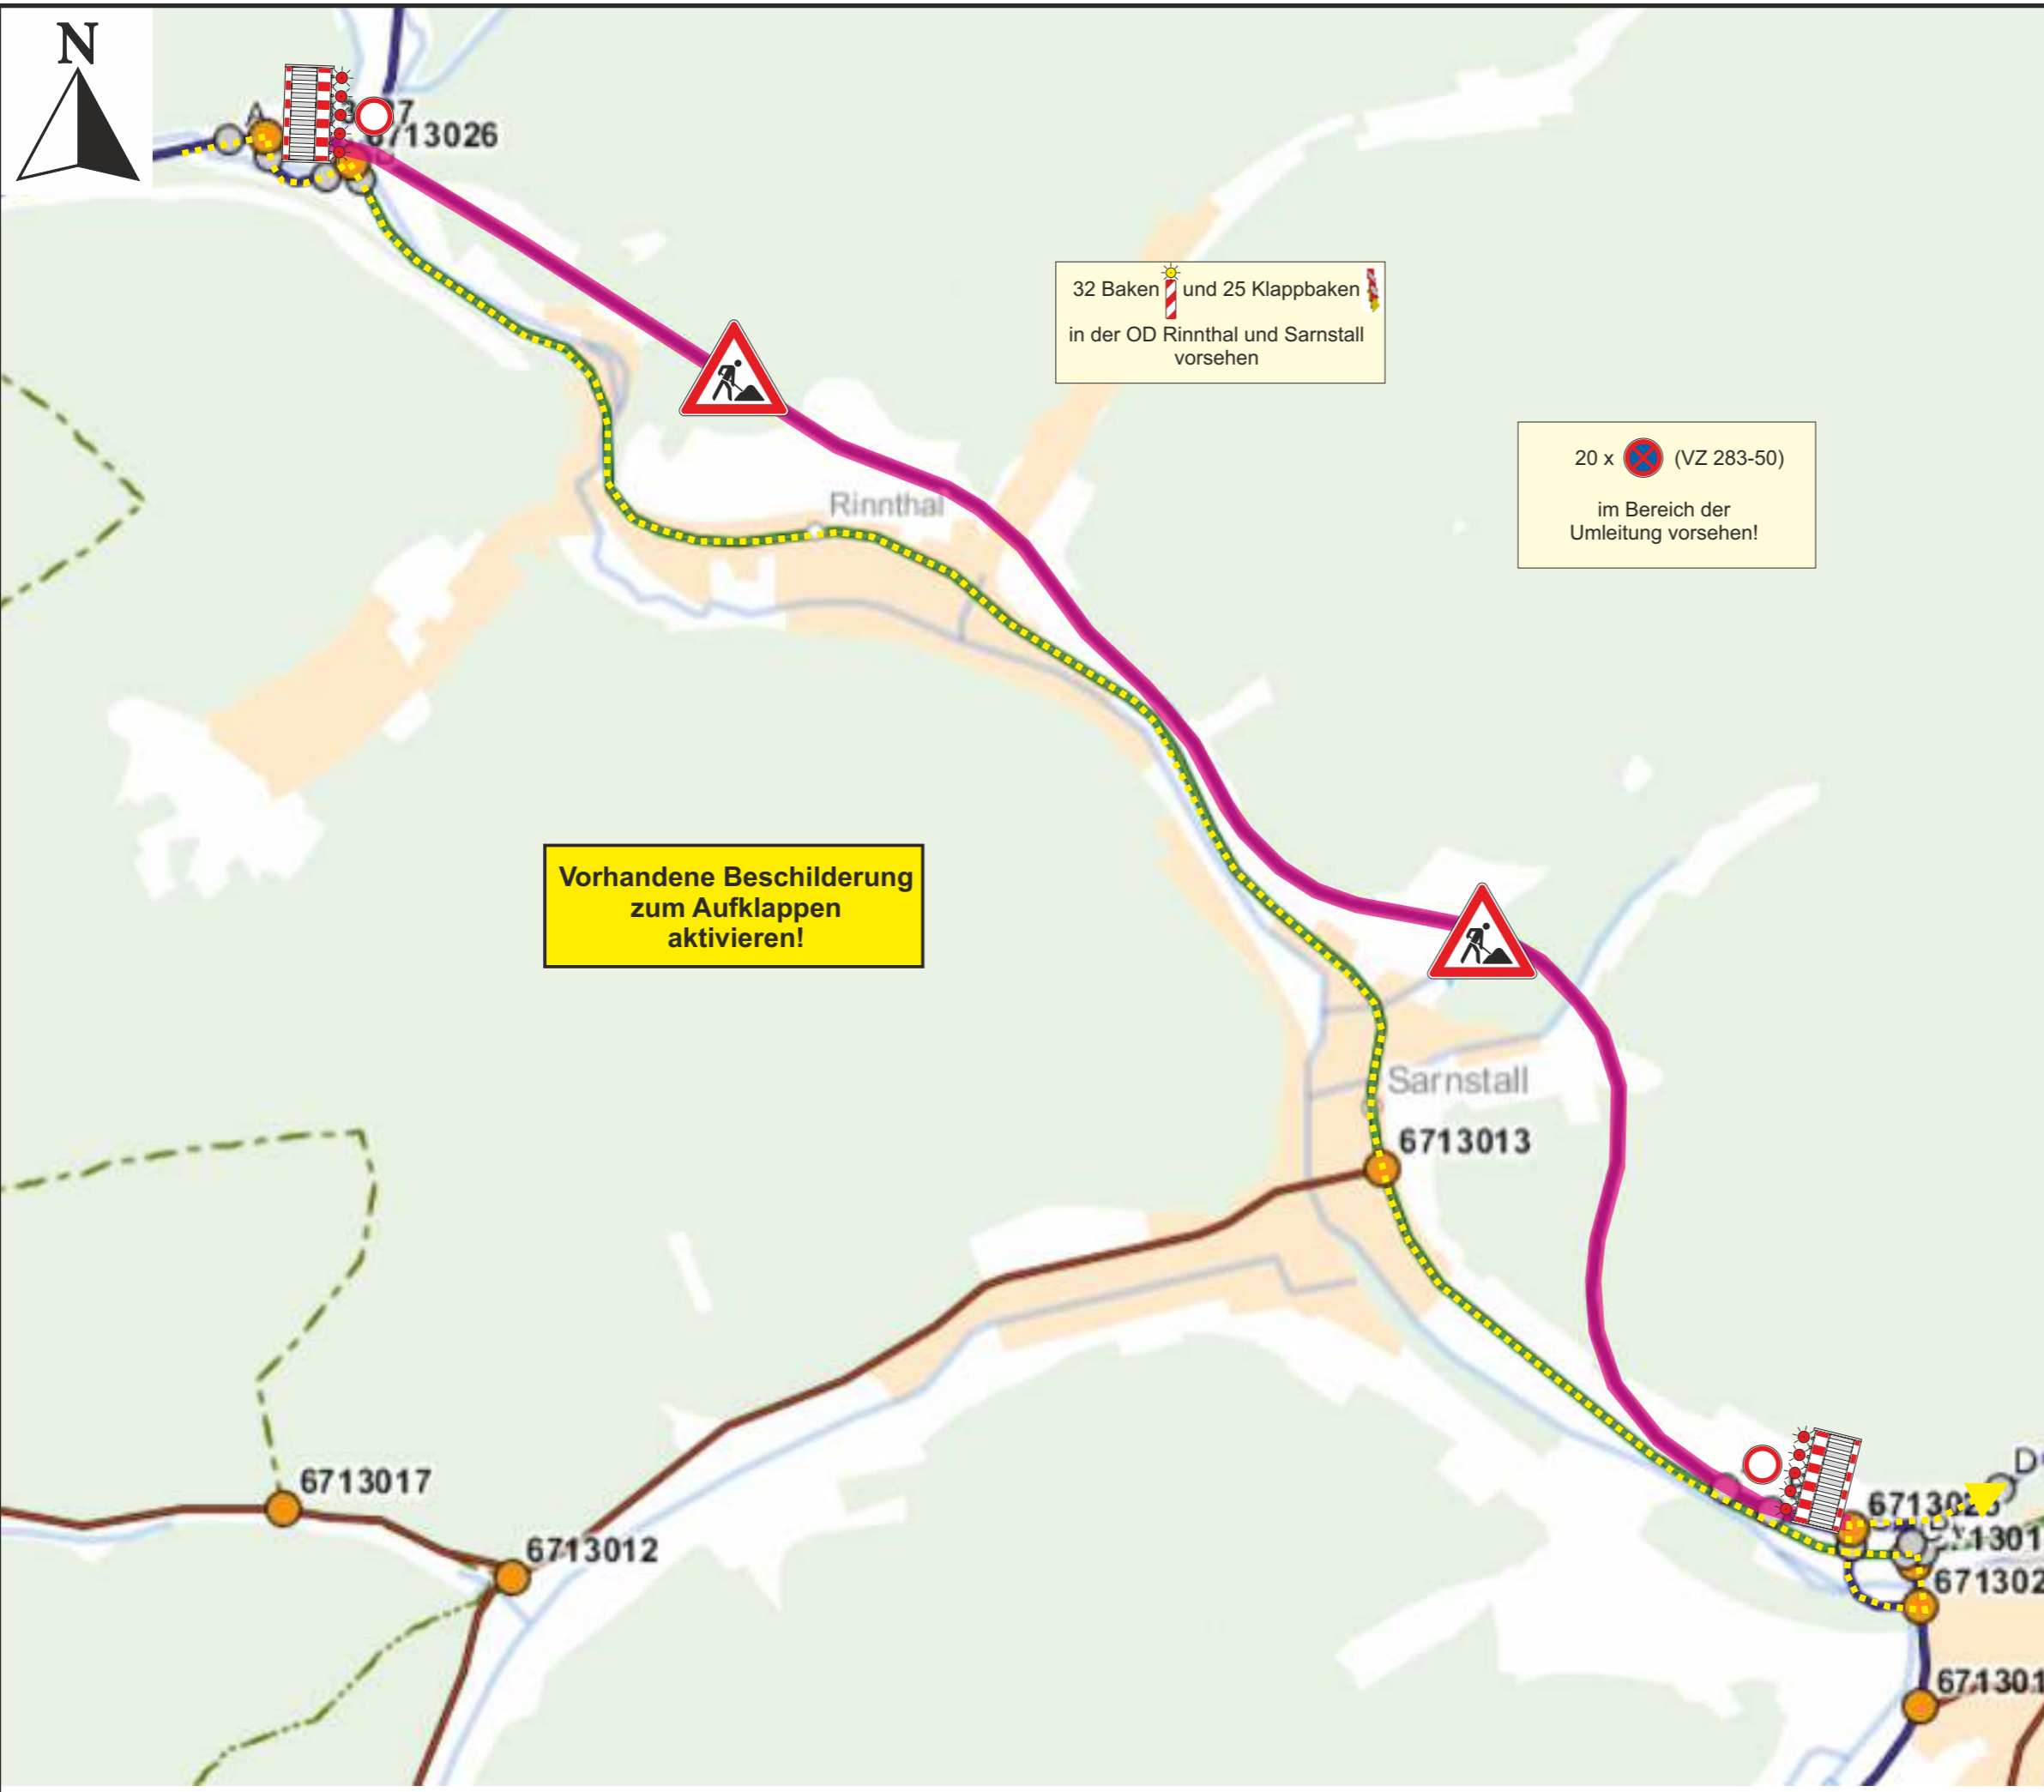 N
A
6713026
32 Baken und 25 Klappbaken
in der OD Rinnthal und Sarnstall
vorsehen
20 x (VZ 283-50)
im Bereich der
Umleitung vorsehen!
Rinnthal
Vorhandene Beschilderung
zum Aufklappen
aktivieren!
Sarnstall
6713013
6713017
6713012
D